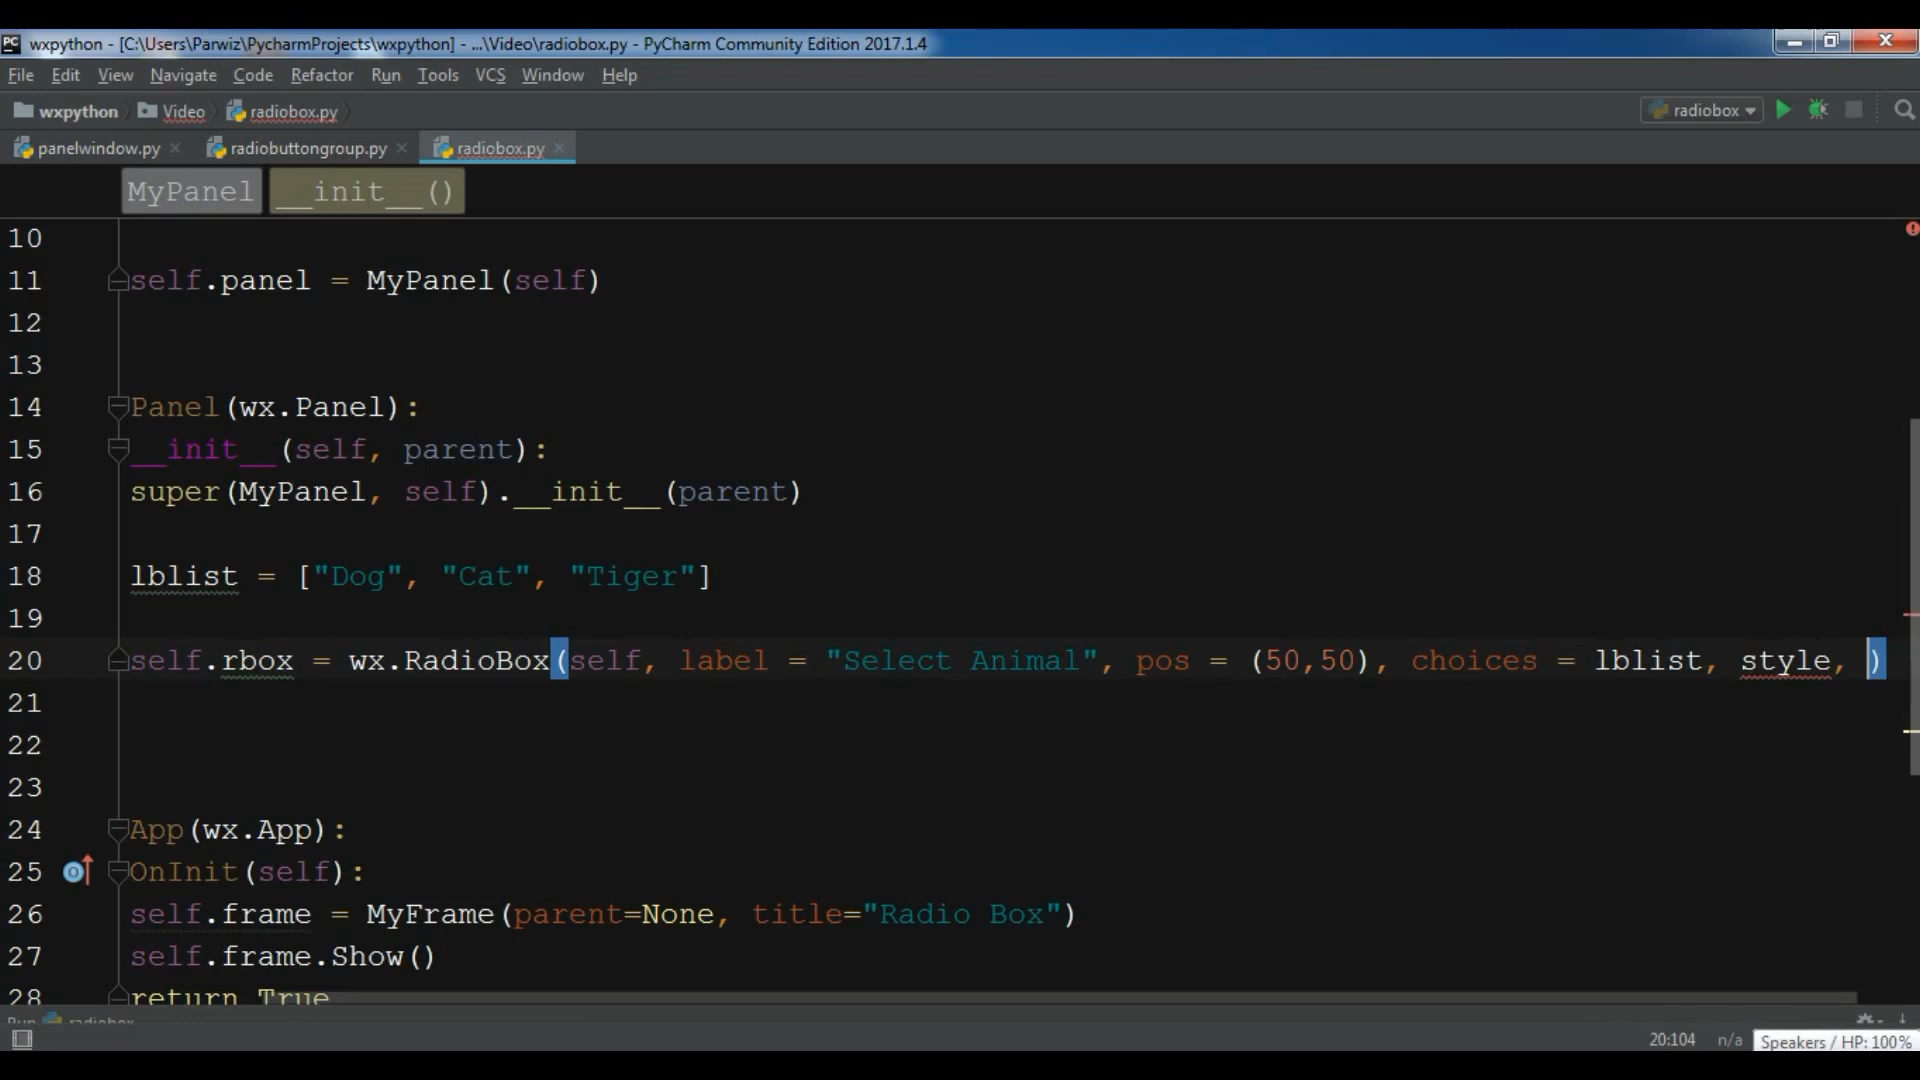 PC wxpython - [C:\Users\Parwiz\PycharmProjects\wxpython] - ...\Video\radiobox.py - PyCharm Community Edition 2017.1.4
File Edit View Navigate Code Refactor Run Tools VCS Window Help
wxpython Video radiobox.py radiobox
panelwindow.py radiobuttongroup.py radiobox.py
MyPanel __init__()
10
11 self.panel = MyPanel(self)
12
13
14 Panel(wx.Panel):
15 __init__(self, parent):
16 super(MyPanel, self).__init__(parent)
17
18 lblist = ["Dog", "Cat", "Tiger"]
19
20 self.rbox = wx.RadioBox(self, label = "Select Animal", pos = (50,50), choices = lblist, style, )
21
22
23
24 App(wx.App):
25 OnInit(self):
26 self.frame = MyFrame(parent=None, title="Radio Box")
27 self.frame.Show()
28 return True
Run radiobox
20:104 n/a Speakers / HP: 100%